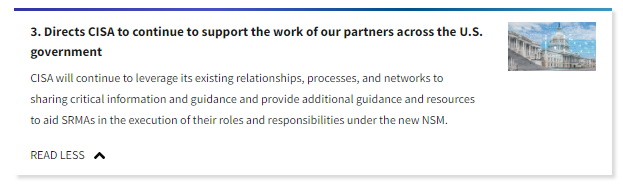 3. Directs CISA to continue to support the work of our partners across the U.S.
government
CISA will continue to leverage its existing relationships, processes, and networks to
sharing critical information and guidance and provide additional guidance and resources
to aid SRMAs in the execution of their roles and responsibilities under the new NSM.
READ LESS